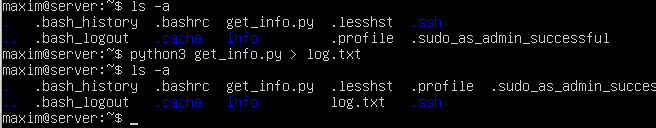 maxim@server:~$ ls -a
.   .bash_history  .bashrc  get_info.py  .lesshst  .ssh
..  .bash_logout   .cache   info         .profile  .sudo_as_admin_successful
maxim@server:~$ python3 get_info.py > log.txt
maxim@server:~$ ls -a
.   .bash_history  .bashrc  get_info.py  .lesshst  .profile  .sudo_as_admin_succes
..  .bash_logout   .cache   info         log.txt   .ssh
maxim@server:~$ _